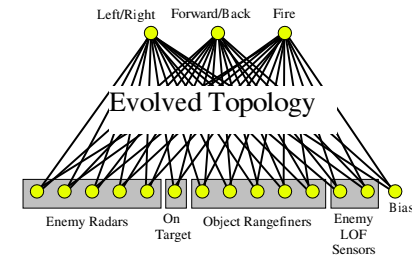 Left/Right Forward/Back Fire
Evolved Topology
Enemy Radars
On
Target
Object Rangefiners
Enemy
LOF
Sensors
Bias